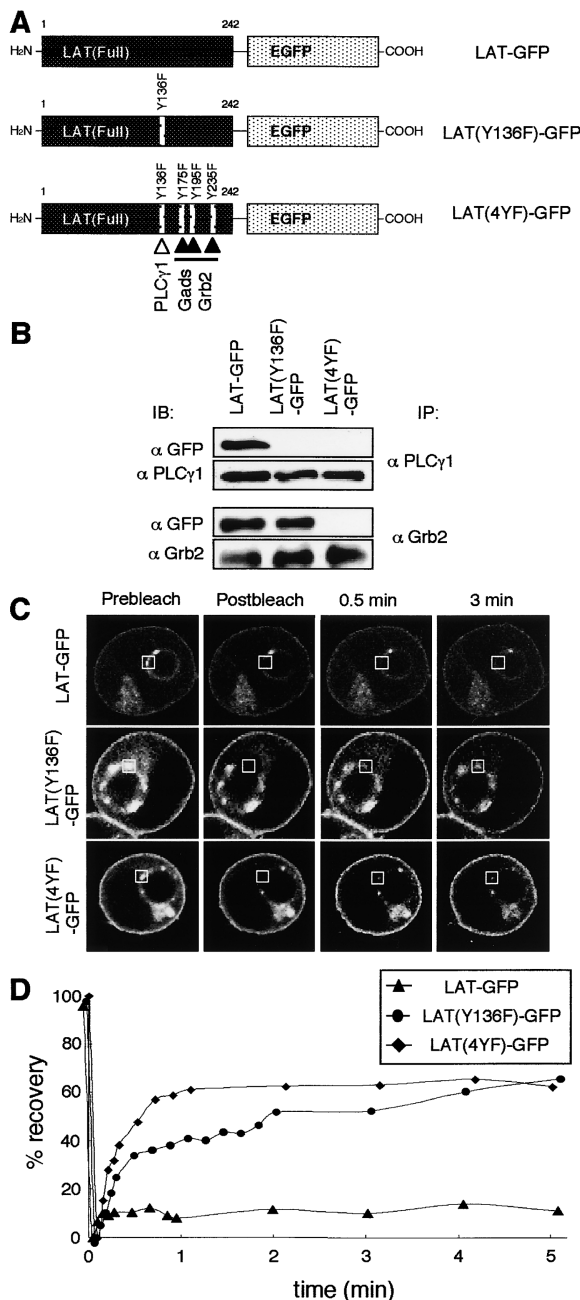 A
1 242
H2N LAT(Full) EGFP COOH LAT-GFP
Y136F
1 242
H2N LAT(Full) EGFP COOH LAT(Y136F)-GFP
Y136F Y175F Y195F Y235F
1 242
H2N LAT(Full) EGFP COOH LAT(4YF)-GFP
PLCγ1 Gads Grb2
B
LAT-GFP LAT(Y136F)-GFP LAT(4YF)-GFP
IB: IP:
α GFP
α PLCγ1
α PLCγ1
α GFP
α Grb2
α Grb2
C
Prebleach Postbleach 0.5 min 3 min
LAT-GFP
LAT(Y136F)-GFP
LAT(4YF)-GFP
D
LAT-GFP
LAT(Y136F)-GFP
LAT(4YF)-GFP
% recovery
100
80
60
40
20
0
0 1 2 3 4 5
time (min)